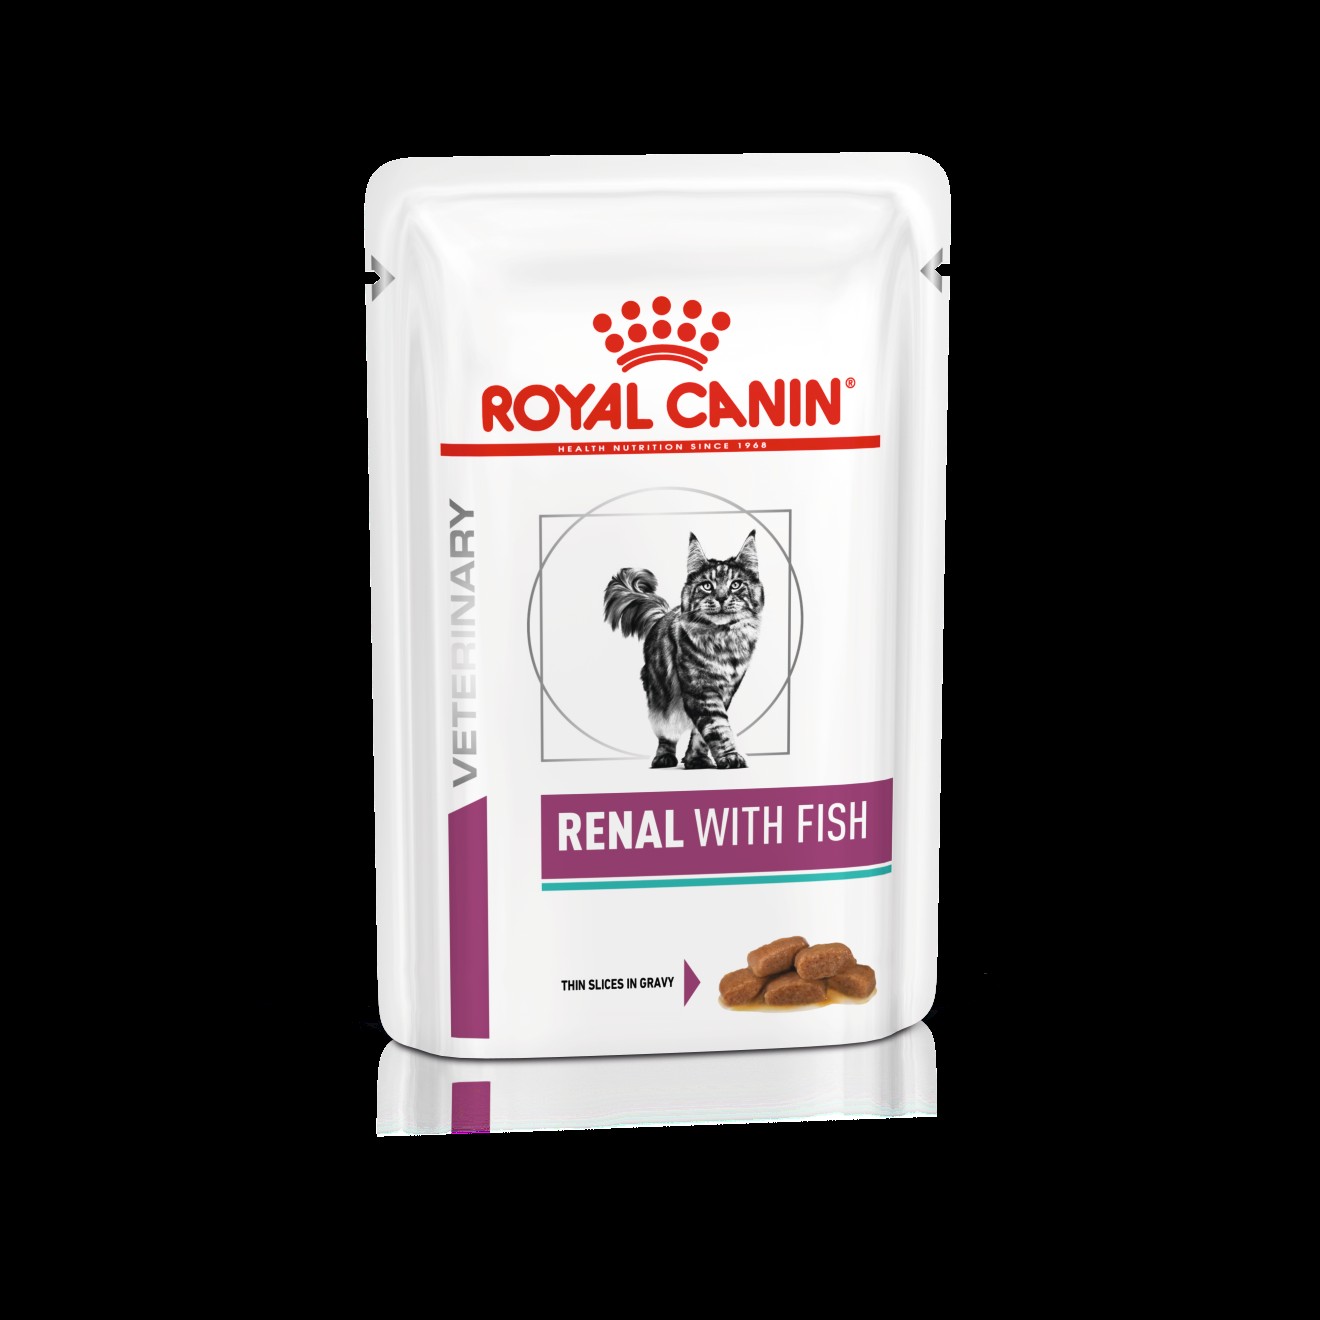 ROYAL CANIN®
HEALTH NUTRITION SINCE 1968
VETERINARY
RENAL WITH FISH
THIN SLICES IN GRAVY